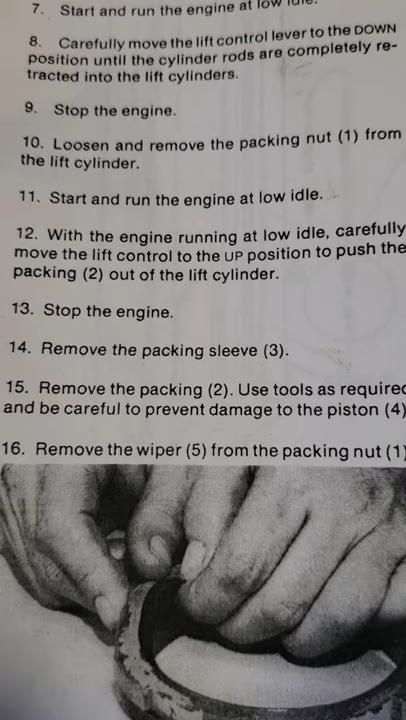 7. Start and run the engine at low idle.
8. Carefully move the lift control lever to the DOWN
position until the cylinder rods are completely re-
tracted into the lift cylinders.
9. Stop the engine.
10. Loosen and remove the packing nut (1) from
the lift cylinder.
11. Start and run the engine at low idle.
12. With the engine running at low idle, carefully
move the lift control to the UP position to push the
packing (2) out of the lift cylinder.
13. Stop the engine.
14. Remove the packing sleeve (3).
15. Remove the packing (2). Use tools as required
and be careful to prevent damage to the piston (4)
16. Remove the wiper (5) from the packing nut (1)